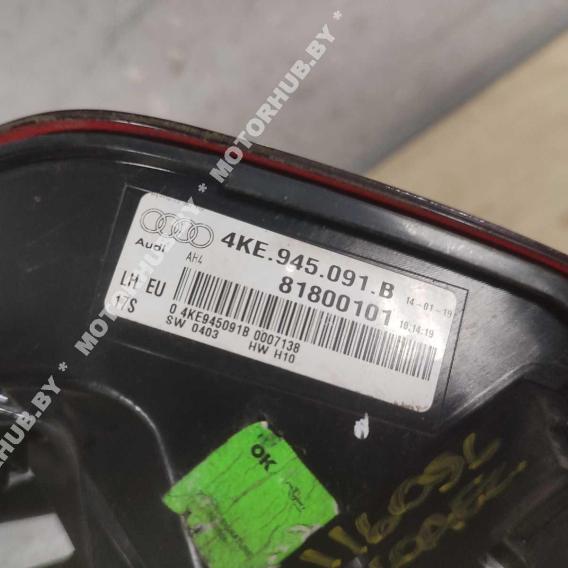 Audi
4KE.945.091.B
AH4
81800101
14-01-19
10:14:19
LH EU
17S
0 4KE945091B 0007138
SW 0403 HW H10
OK
* MOTORHUB.BY *